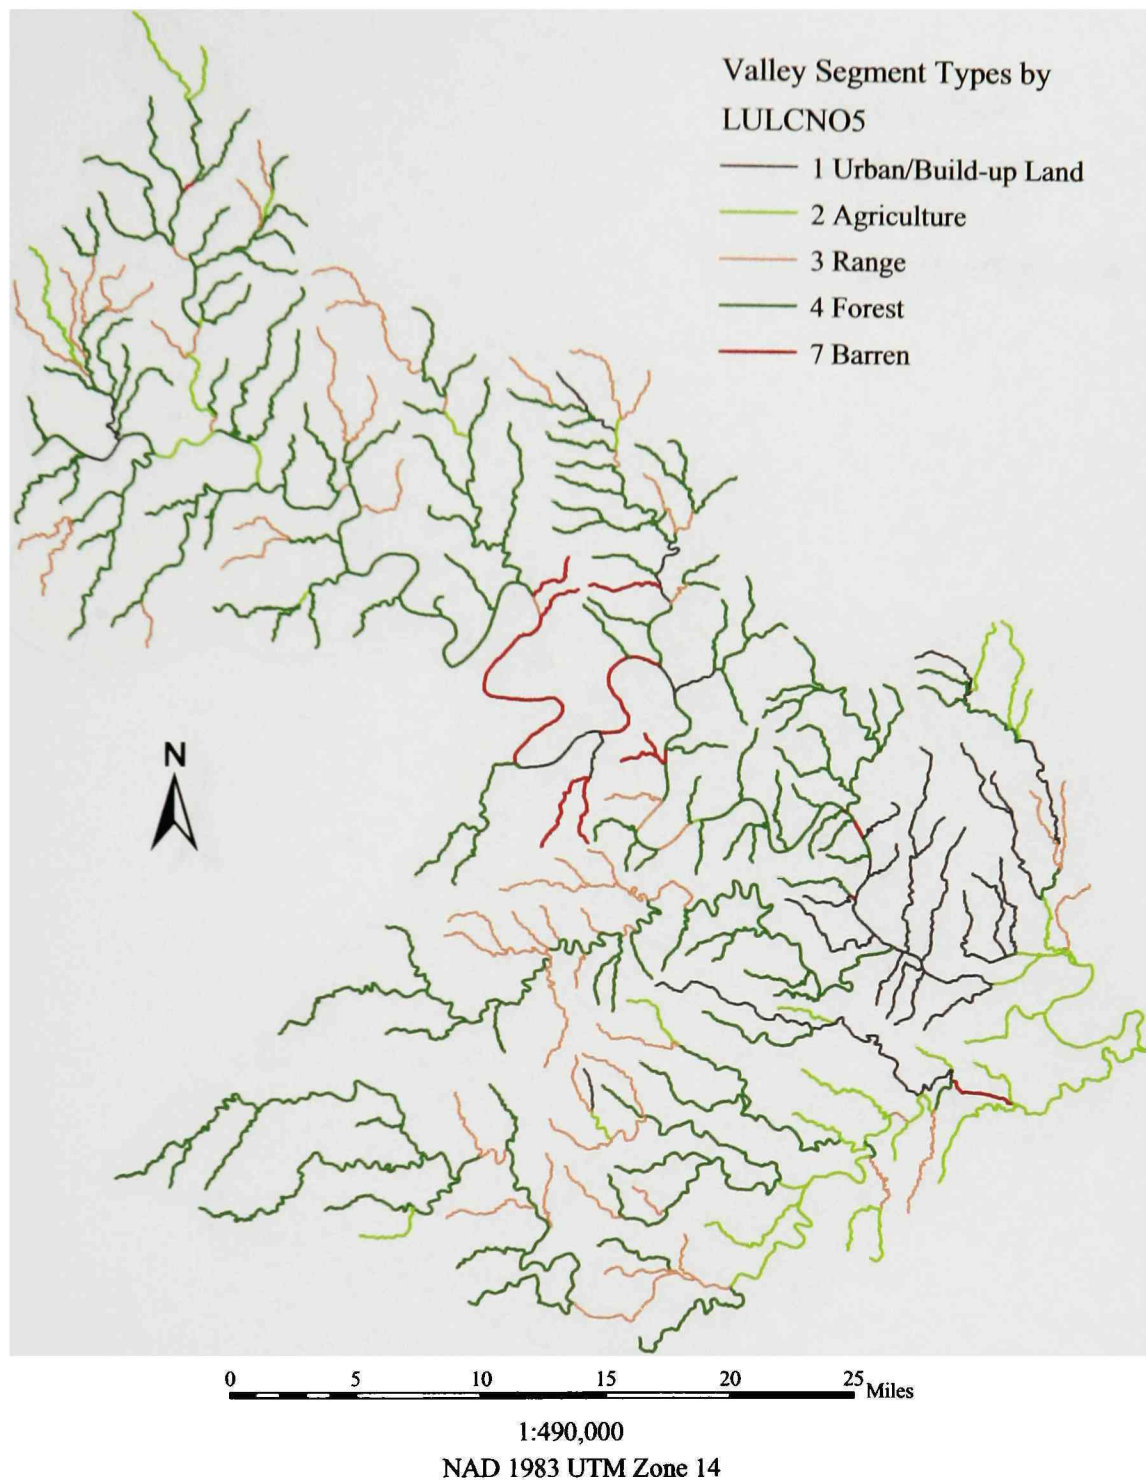 Valley Segment Types by
LULCNO5
1 Urban/Build-up Land
2 Agriculture
3 Range
4 Forest
7 Barren
N
0 5 10 15 20 25 Miles
1:490,000
NAD 1983 UTM Zone 14